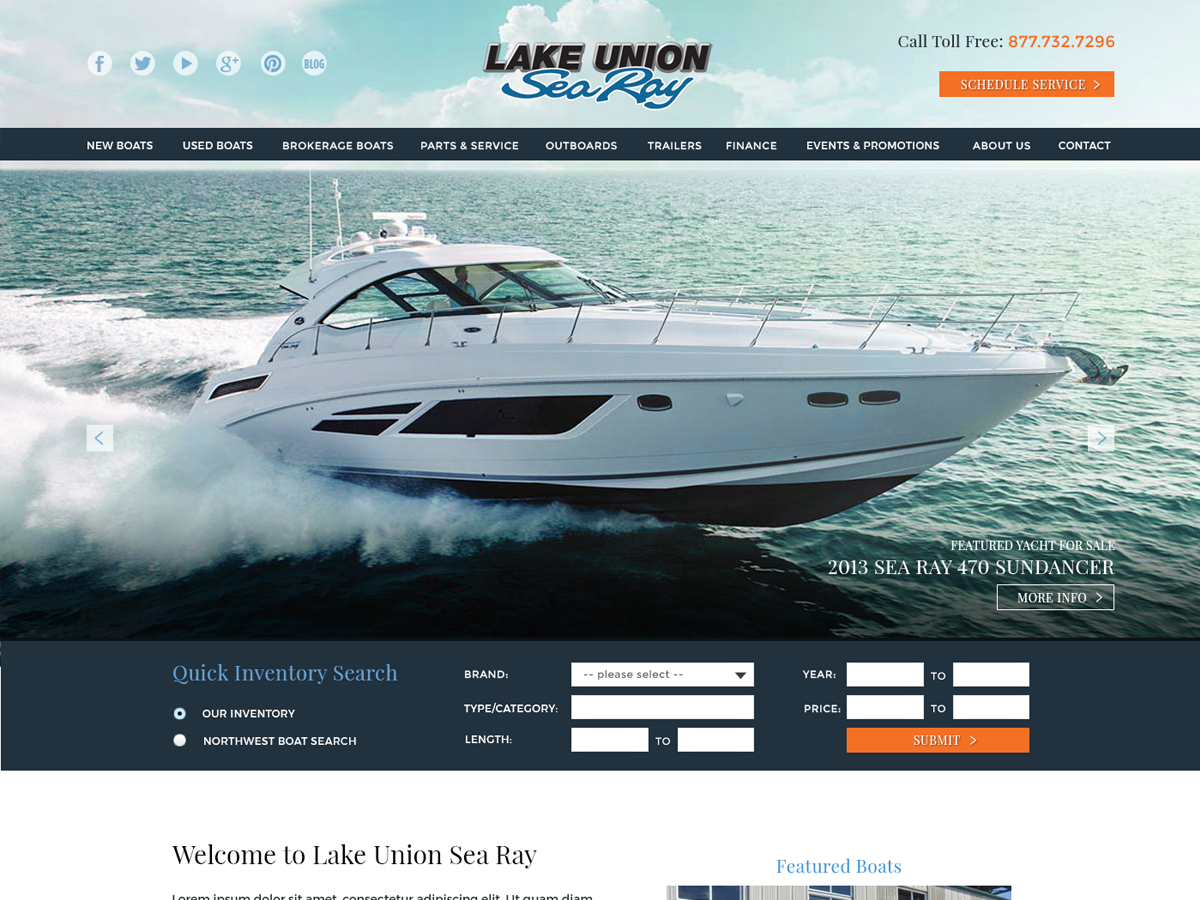 f
g+
BLOG
LAKE UNION
Sea Ray
Call Toll Free: 877.732.7296
SCHEDULE SERVICE >
NEW BOATS USED BOATS BROKERAGE BOATS PARTS & SERVICE OUTBOARDS TRAILERS FINANCE EVENTS & PROMOTIONS ABOUT US CONTACT
FEATURED YACHT FOR SALE
2013 SEA RAY 470 SUNDANCER
MORE INFO >
Quick Inventory Search
OUR INVENTORY
NORTHWEST BOAT SEARCH
BRAND: -- please select --
TYPE/CATEGORY:
LENGTH: TO
YEAR: TO
PRICE: TO
SUBMIT >
Welcome to Lake Union Sea Ray
Lorem ipsum dolor sit amet, consectetur adipiscing elit. Ut quam diam
Featured Boats